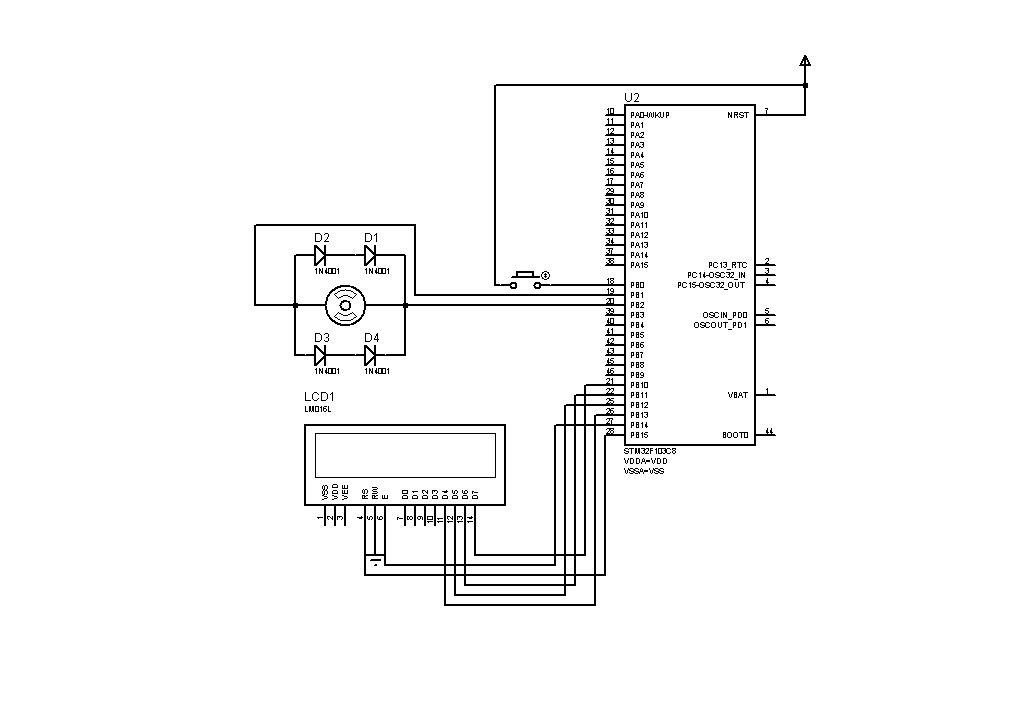 U2
10 PA0-WKUP NRST 7
11 PA1
12 PA2
13 PA3
14 PA4
15 PA5
16 PA6
17 PA7
29 PA8
30 PA9
31 PA10
32 PA11
33 PA12
34 PA13
37 PA14
38 PA15 PC13_RTC 2
PC14-OSC32_IN 3
18 PB0 PC15-OSC32_OUT 4
19 PB1
20 PB2
39 PB3 OSCIN_PD0 5
40 PB4 OSCOUT_PD1 6
41 PB5
42 PB6
43 PB7
45 PB8
46 PB9
21 PB10
22 PB11 VBAT 1
25 PB12
26 PB13
27 PB14
28 PB15 BOOT0 44
STM32F103C8
VDDA=VDD
VSSA=VSS
D2 D1
1N4001 1N4001
D3 D4
1N4001 1N4001
LCD1
LM016L
VSS VDD VEE RS RW E D0 D1 D2 D3 D4 D5 D6 D7
1 2 3 4 5 6 7 8 9 10 11 12 13 14